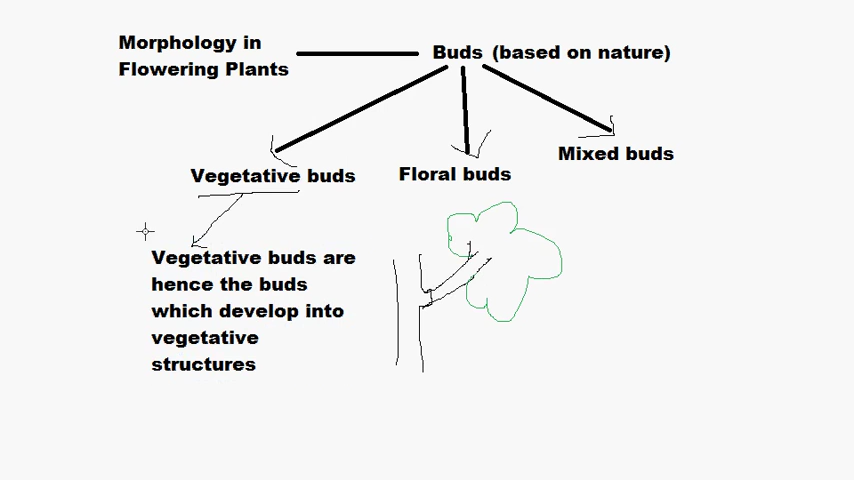 Morphology in
Flowering Plants
Buds (based on nature)
Vegetative buds
Floral buds
Mixed buds
Vegetative buds are
hence the buds
which develop into
vegetative
structures